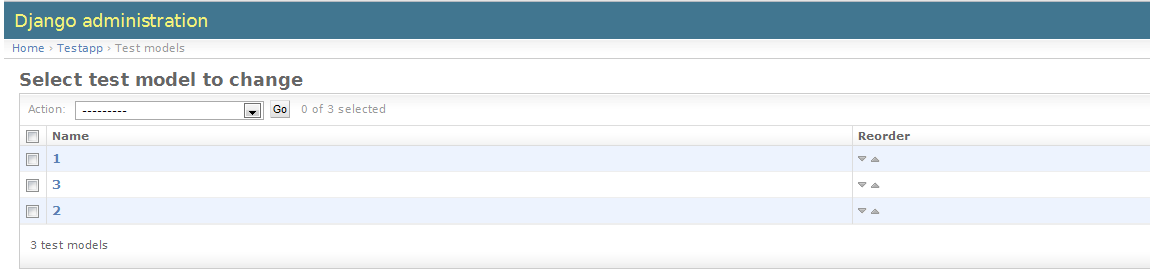 Django administration
Home › Testapp › Test models
Select test model to change
Action: --------- Go 0 of 3 selected
Name Reorder
1
3
2
3 test models